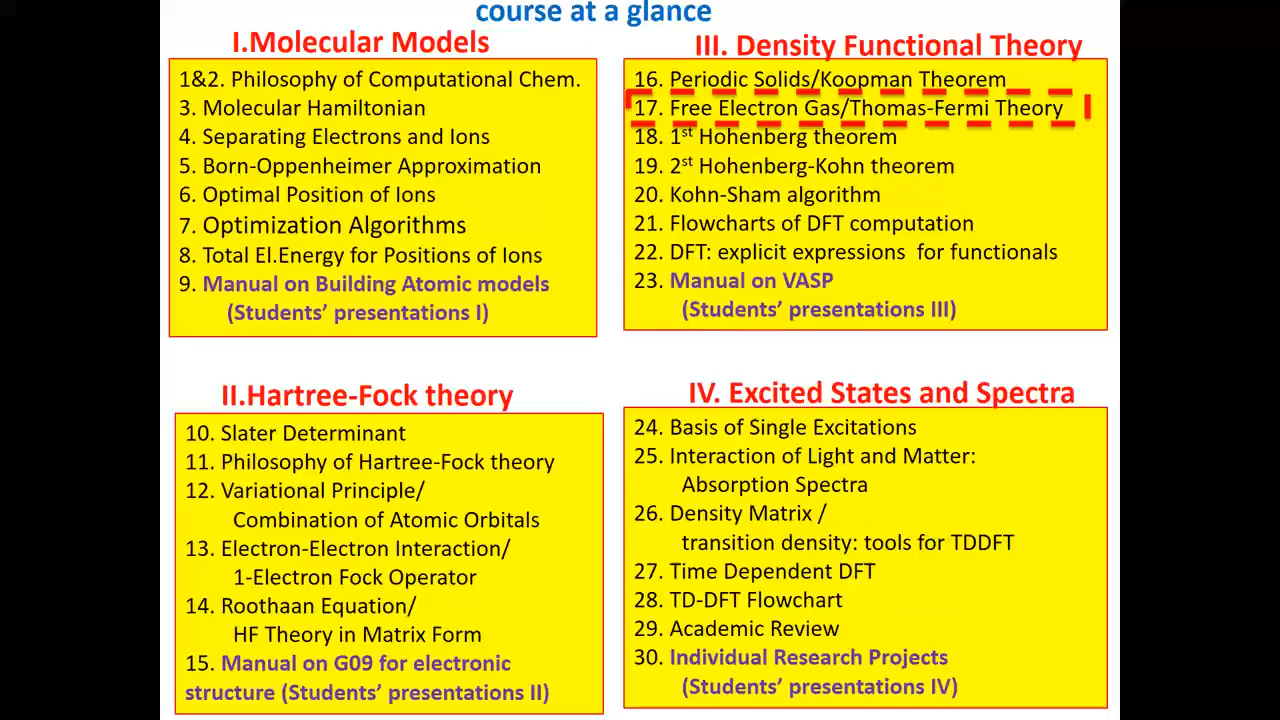 course at a glance
I.Molecular Models
1&2. Philosophy of Computational Chem.
3. Molecular Hamiltonian
4. Separating Electrons and Ions
5. Born-Oppenheimer Approximation
6. Optimal Position of Ions
7. Optimization Algorithms
8. Total El.Energy for Positions of Ions
9. Manual on Building Atomic models
(Students’ presentations I)
II.Hartree-Fock theory
10. Slater Determinant
11. Philosophy of Hartree-Fock theory
12. Variational Principle/
Combination of Atomic Orbitals
13. Electron-Electron Interaction/
1-Electron Fock Operator
14. Roothaan Equation/
HF Theory in Matrix Form
15. Manual on G09 for electronic
structure (Students’ presentations II)
III. Density Functional Theory
16. Periodic Solids/Koopman Theorem
17. Free Electron Gas/Thomas-Fermi Theory
18. 1st Hohenberg theorem
19. 2st Hohenberg-Kohn theorem
20. Kohn-Sham algorithm
21. Flowcharts of DFT computation
22. DFT: explicit expressions for functionals
23. Manual on VASP
(Students’ presentations III)
IV. Excited States and Spectra
24. Basis of Single Excitations
25. Interaction of Light and Matter:
Absorption Spectra
26. Density Matrix /
transition density: tools for TDDFT
27. Time Dependent DFT
28. TD-DFT Flowchart
29. Academic Review
30. Individual Research Projects
(Students’ presentations IV)